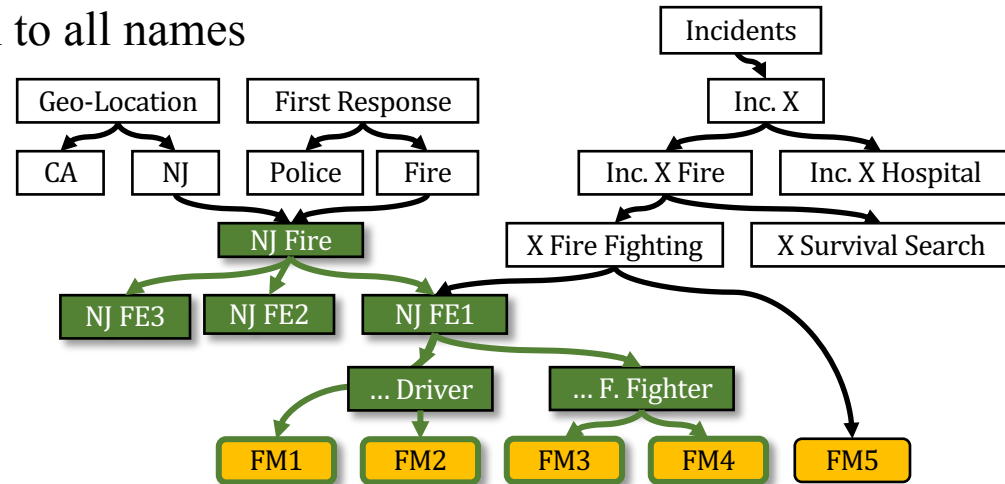 to all names
Incidents
Geo-Location
First Response
Inc. X
CA
NJ
Police
Fire
Inc. X Fire
Inc. X Hospital
NJ Fire
X Fire Fighting
X Survival Search
NJ FE3
NJ FE2
NJ FE1
... Driver
... F. Fighter
FM1
FM2
FM3
FM4
FM5